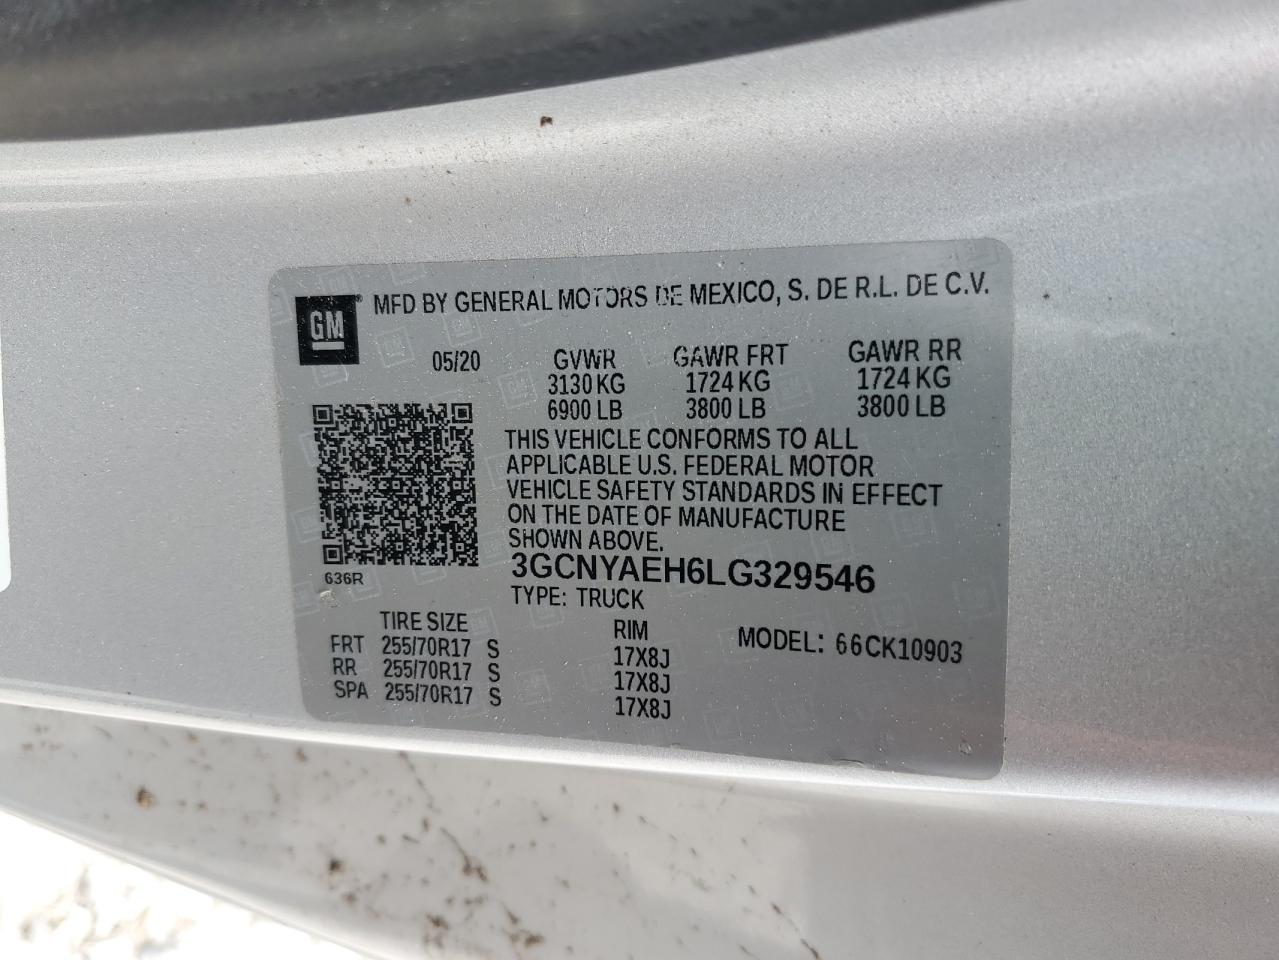 GM
MFD BY GENERAL MOTORS DE MEXICO, S. DE R.L. DE C.V.
05/20 GVWR GAWR FRT GAWR RR
3130 KG 1724 KG 1724 KG
6900 LB 3800 LB 3800 LB
THIS VEHICLE CONFORMS TO ALL
APPLICABLE U.S. FEDERAL MOTOR
VEHICLE SAFETY STANDARDS IN EFFECT
ON THE DATE OF MANUFACTURE
SHOWN ABOVE.
636R
3GCNYAEH6LG329546
TYPE: TRUCK
TIRE SIZE RIM MODEL: 66CK10903
FRT 255/70R17 S 17X8J
RR 255/70R17 S 17X8J
SPA 255/70R17 S 17X8J